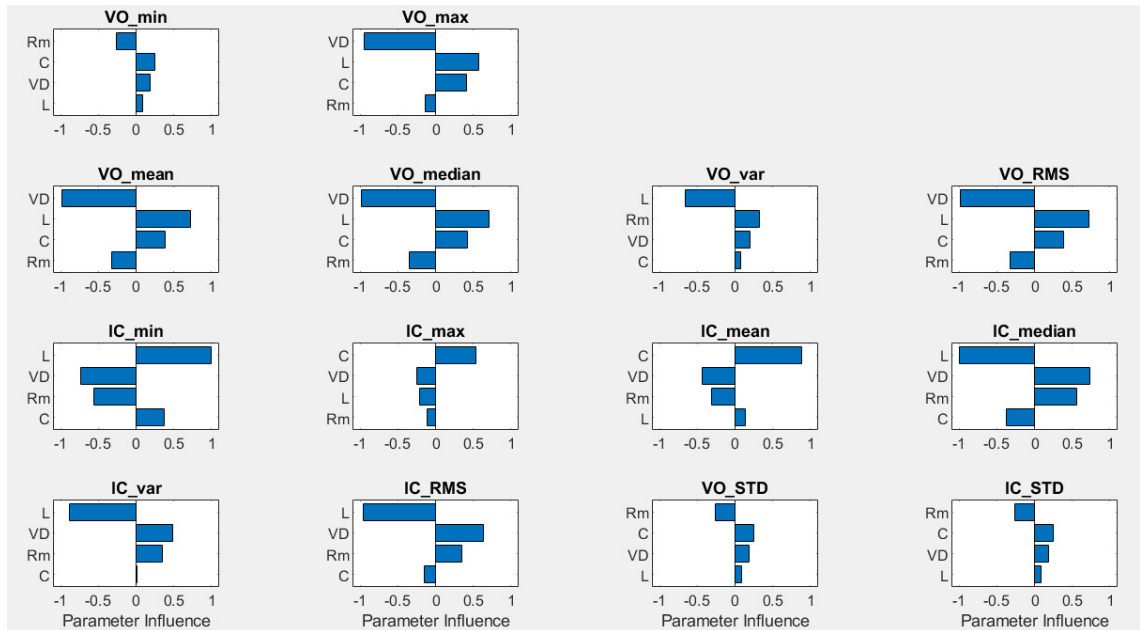 VO_min
VO_max
Rm
C
VD
L
-1 -0.5 0 0.5 1
VD
L
C
Rm
-1 -0.5 0 0.5 1
VO_mean
VO_median
VO_var
VO_RMS
VD
L
C
Rm
-1 -0.5 0 0.5 1
VD
L
C
Rm
-1 -0.5 0 0.5 1
L
Rm
VD
C
-1 -0.5 0 0.5 1
VD
L
C
Rm
-1 -0.5 0 0.5 1
IC_min
IC_max
IC_mean
IC_median
L
VD
Rm
C
-1 -0.5 0 0.5 1
C
VD
L
Rm
-1 -0.5 0 0.5 1
C
VD
Rm
L
-1 -0.5 0 0.5 1
L
VD
Rm
C
-1 -0.5 0 0.5 1
IC_var
IC_RMS
VO_STD
IC_STD
L
VD
Rm
C
-1 -0.5 0 0.5 1
Parameter Influence
L
VD
Rm
C
-1 -0.5 0 0.5 1
Parameter Influence
Rm
C
VD
L
-1 -0.5 0 0.5 1
Parameter Influence
Rm
C
VD
L
-1 -0.5 0 0.5 1
Parameter Influence